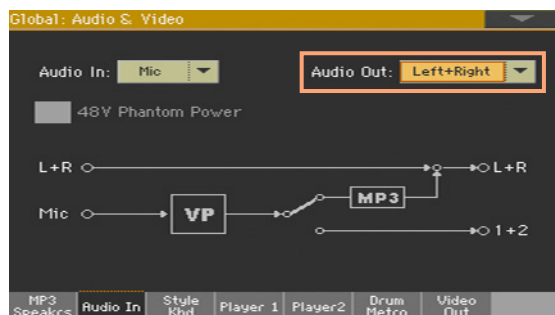 Global: Audio & Video
Audio In: Mic
Audio Out: Left+Right
48V Phantom Power
L+R
L+R
MP3
Mic
VP
1+2
MP3 Speakrs
Audio In
Style Kbd
Player 1
Player2
Drum Metro
Video Out